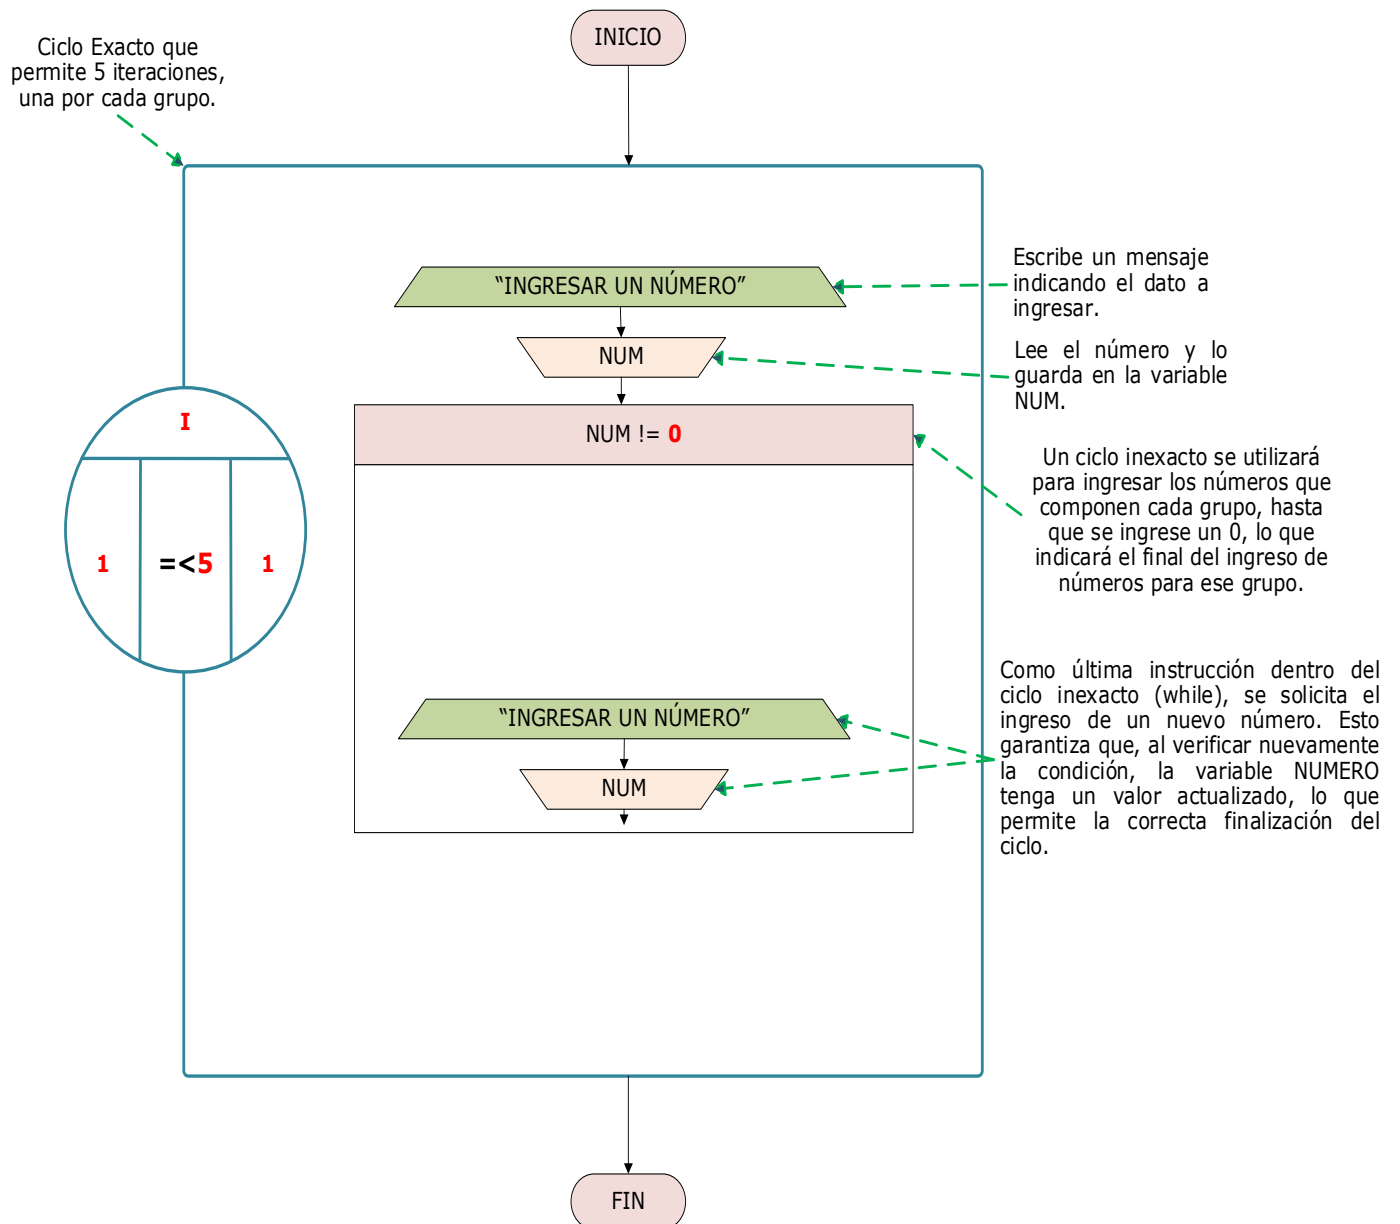 INICIO
Ciclo Exacto que
permite 5 iteraciones,
una por cada grupo.
"INGRESAR UN NÚMERO"
Escribe un mensaje
indicando el dato a
ingresar.
NUM
Lee el número y lo
guarda en la variable
NUM.
NUM != 0
Un ciclo inexacto se utilizará
para ingresar los números que
componen cada grupo, hasta
que se ingrese un 0, lo que
indicará el final del ingreso de
números para ese grupo.
I
1
=<5
1
"INGRESAR UN NÚMERO"
NUM
Como última instrucción dentro del
ciclo inexacto (while), se solicita el
ingreso de un nuevo número. Esto
garantiza que, al verificar nuevamente
la condición, la variable NUMERO
tenga un valor actualizado, lo que
permite la correcta finalización del
ciclo.
FIN